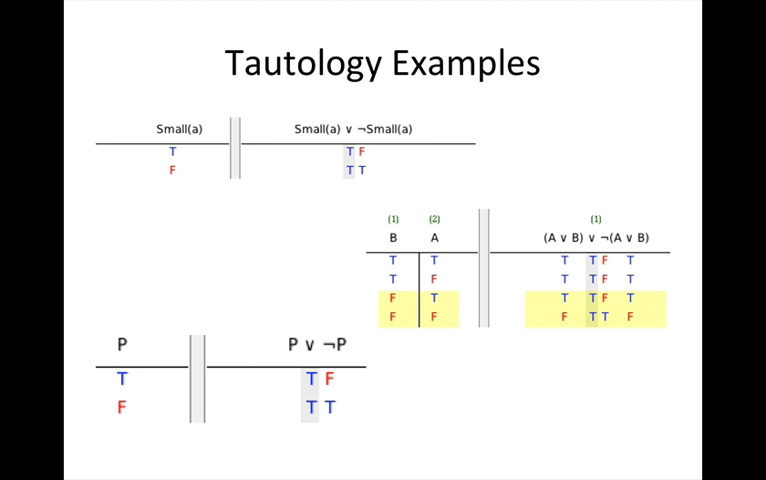 Tautology Examples
Small(a) Small(a) ∨ ¬Small(a)
T T F
F T T
(1) (2) (1)
B A (A ∨ B) ∨ ¬(A ∨ B)
T T T T F T
T F T T F T
F T T T F T
F F F T T F
P P ∨ ¬P
T T F
F T T